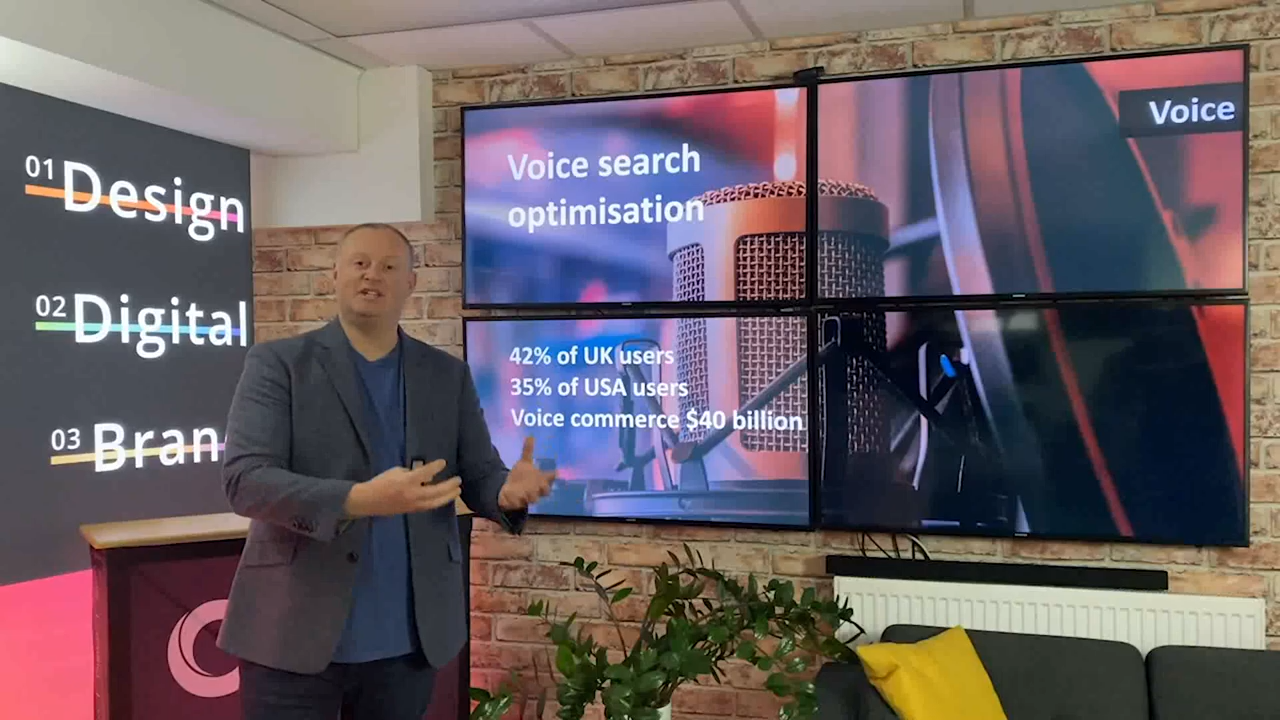 01 Design
02 Digital
03 Bran
Voice search
optimisation
Voice
42% of UK users
35% of USA users
Voice commerce $40 billion